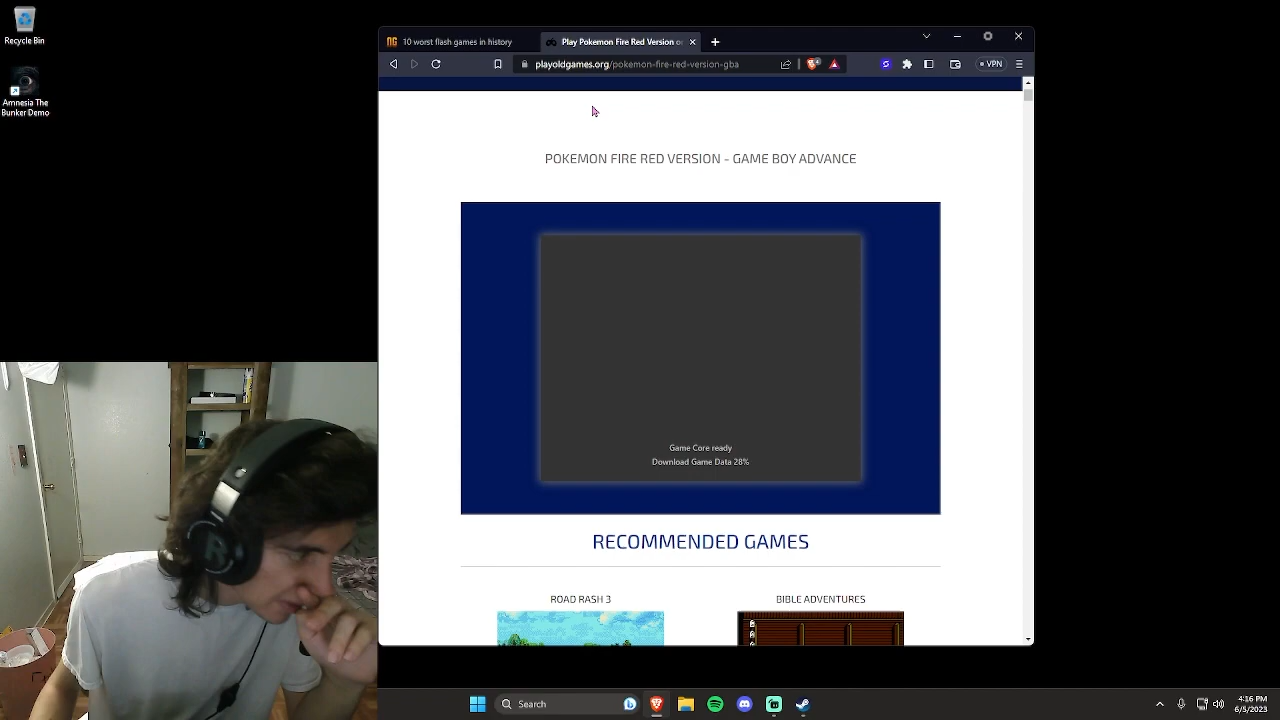 Recycle Bin
Amnesia The
Bunker Demo
10 worst flash games in history
Play Pokemon Fire Red Version o
playoldgames.org/pokemon-fire-red-version-gba
4
VPN
POKEMON FIRE RED VERSION - GAME BOY ADVANCE
Game Core ready
Download Game Data 28%
RECOMMENDED GAMES
ROAD RASH 3
BIBLE ADVENTURES
Search
4:16 PM
6/5/2023